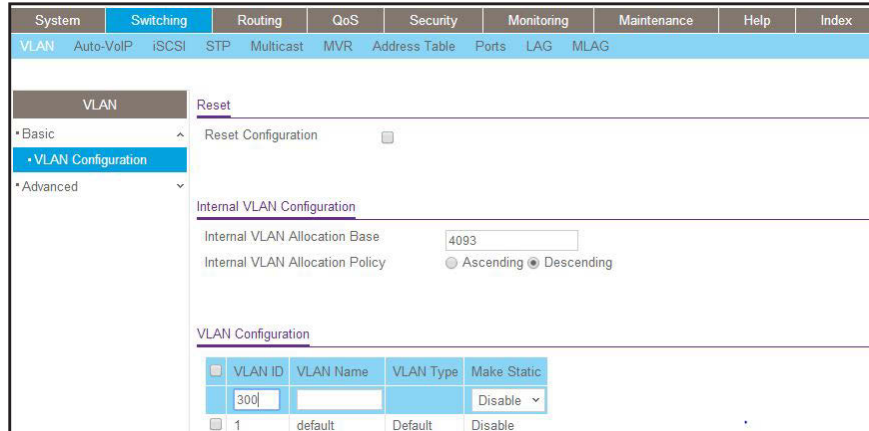 System Switching Routing QoS Security Monitoring Maintenance Help Index
VLAN Auto-VoIP iSCSI STP Multicast MVR Address Table Ports LAG MLAG
VLAN
Basic
VLAN Configuration
Advanced
Reset
Reset Configuration
Internal VLAN Configuration
Internal VLAN Allocation Base 4093
Internal VLAN Allocation Policy Ascending Descending
VLAN Configuration
VLAN ID VLAN Name VLAN Type Make Static
300 Disable
1 default Default Disable